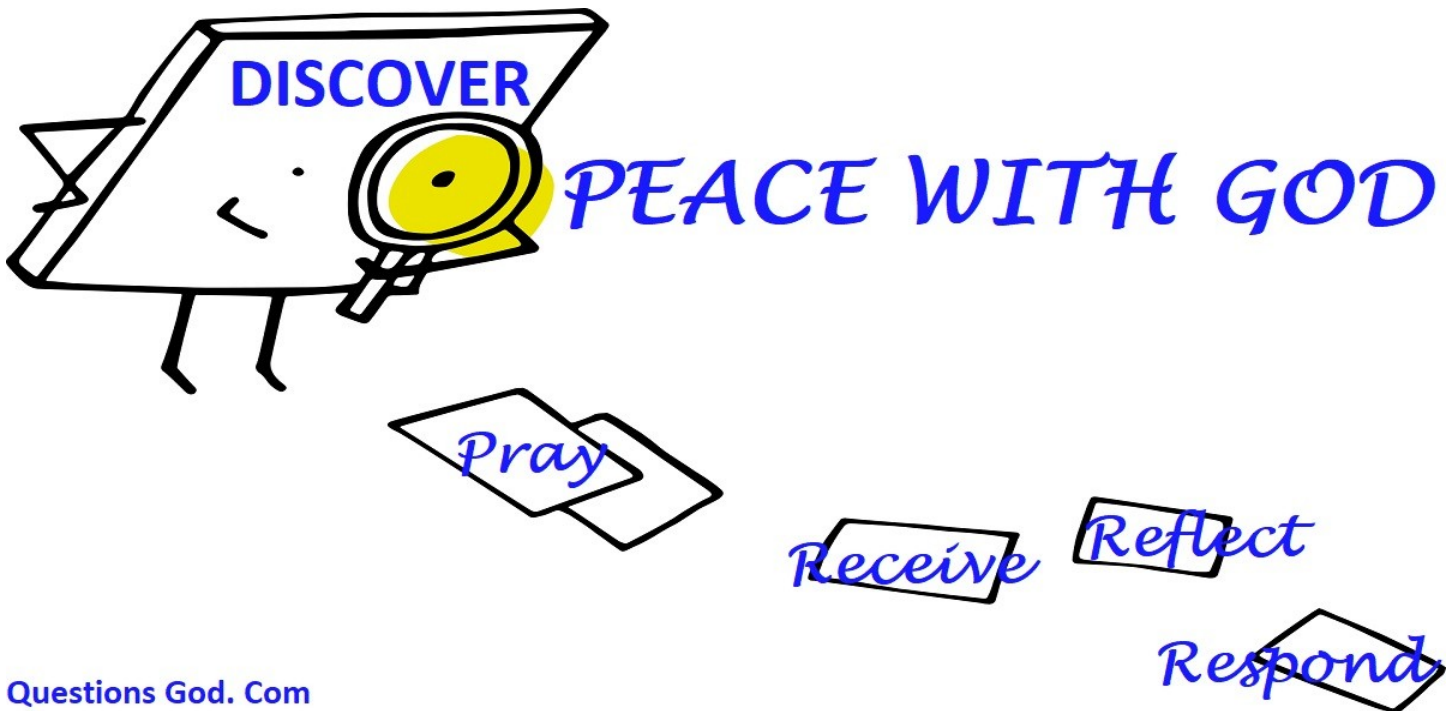 DISCOVER
PEACE WITH GOD
Pray
Receive
Reflect
Respond
Questions God. Com